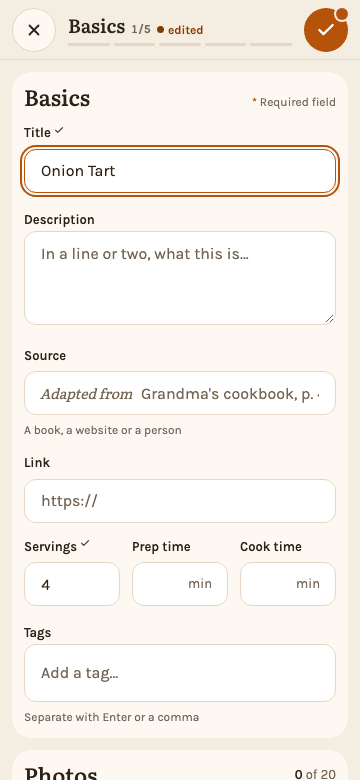 Basics 1/5 edited
Basics
* Required field
Title
Onion Tart
Description
In a line or two, what this is…
Source
Adapted from Grandma's cookbook, p.
A book, a website or a person
Link
https://
Servings Prep time Cook time
4 min min
Tags
Add a tag…
Separate with Enter or a comma
Photos 0 of 20